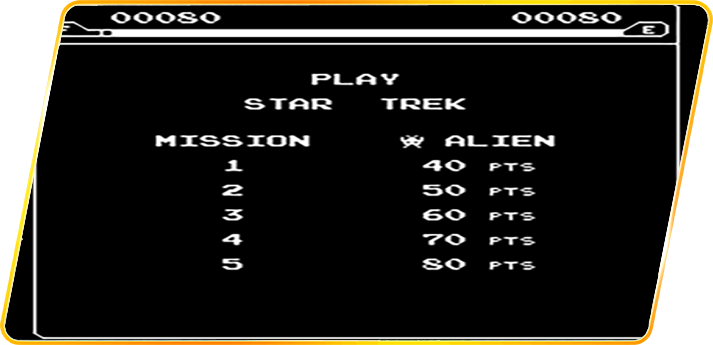 00080 00080
E
PLAY
STAR TREK
MISSION ALIEN
1 40 PTS
2 50 PTS
3 60 PTS
4 70 PTS
5 80 PTS